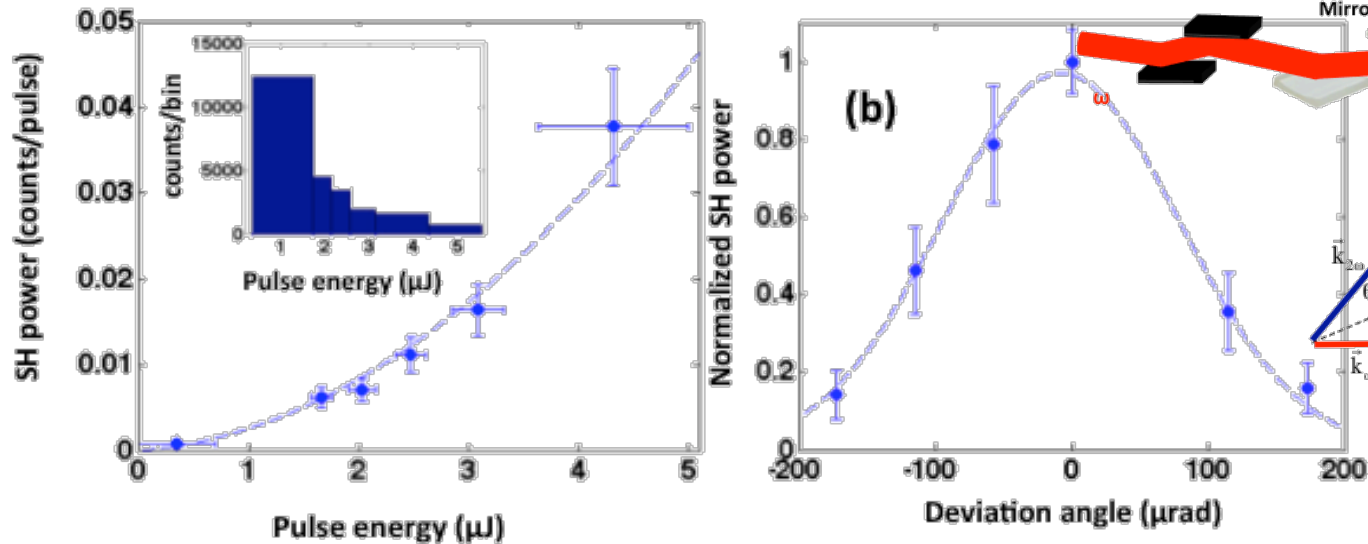 0.05
0.04
0.03
0.02
0.01
0
SH power (counts/pulse)
0 1 2 3 4 5
Pulse energy (µJ)
15000
10000
5000
0
counts/bin
1 2 3 4 5
Pulse energy (µJ)
(b)
1
0.8
0.6
0.4
0.2
0
Normalized SH power
-200 -100 0 100 200
Deviation angle (µrad)
Mirro
ω
k 2ω
θ
k